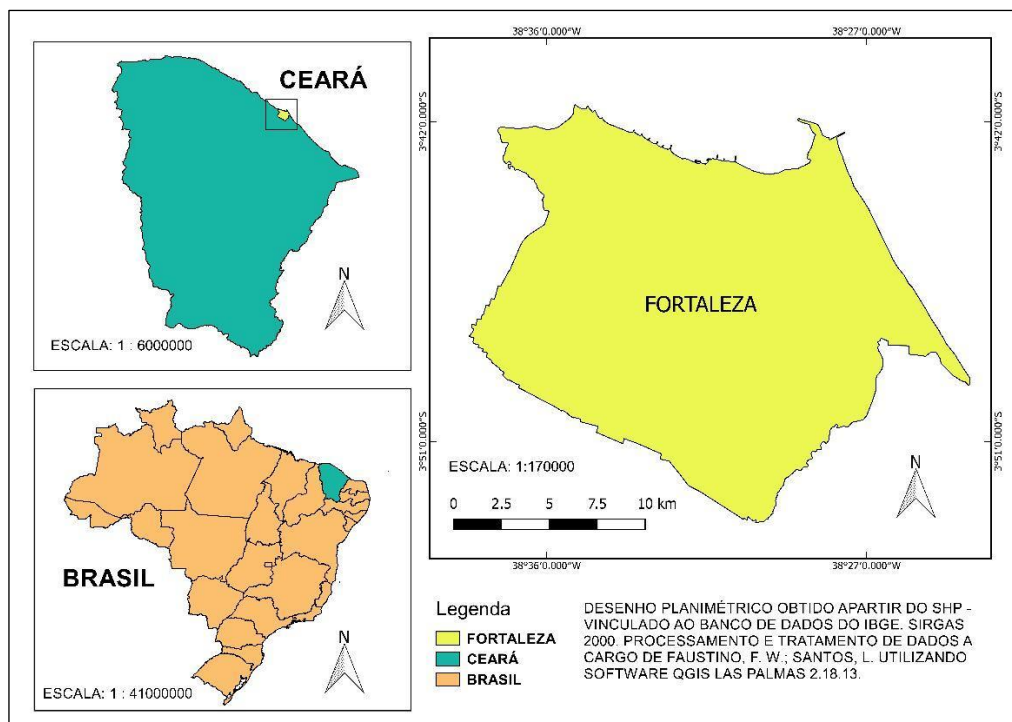 CEARÁ
N
ESCALA: 1 : 6000000
BRASIL
N
ESCALA: 1 : 41000000
38°36'0.000"W
38°27'0.000"W
3°42'0.000"S
3°42'0.000"S
FORTALEZA
3°51'0.000"S
3°51'0.000"S
ESCALA: 1:170000
0 2.5 5 7.5 10 km
N
38°36'0.000"W
38°27'0.000"W
Legenda
FORTALEZA
CEARÁ
BRASIL
DESENHO PLANIMÉTRICO OBTIDO APARTIR DO SHP -
VINCULADO AO BANCO DE DADOS DO IBGE. SIRGAS
2000. PROCESSAMENTO E TRATAMENTO DE DADOS A
CARGO DE FAUSTINO, F. W.; SANTOS, L. UTILIZANDO
SOFTWARE QGIS LAS PALMAS 2.18.13.